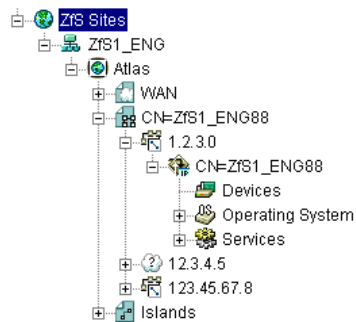 ZfS Sites
ZfS1_ENG
Atlas
WAN
CN=ZfS1_ENG88
1.2.3.0
CN=ZfS1_ENG88
Devices
Operating System
Services
12.3.4.5
123.45.67.8
Islands